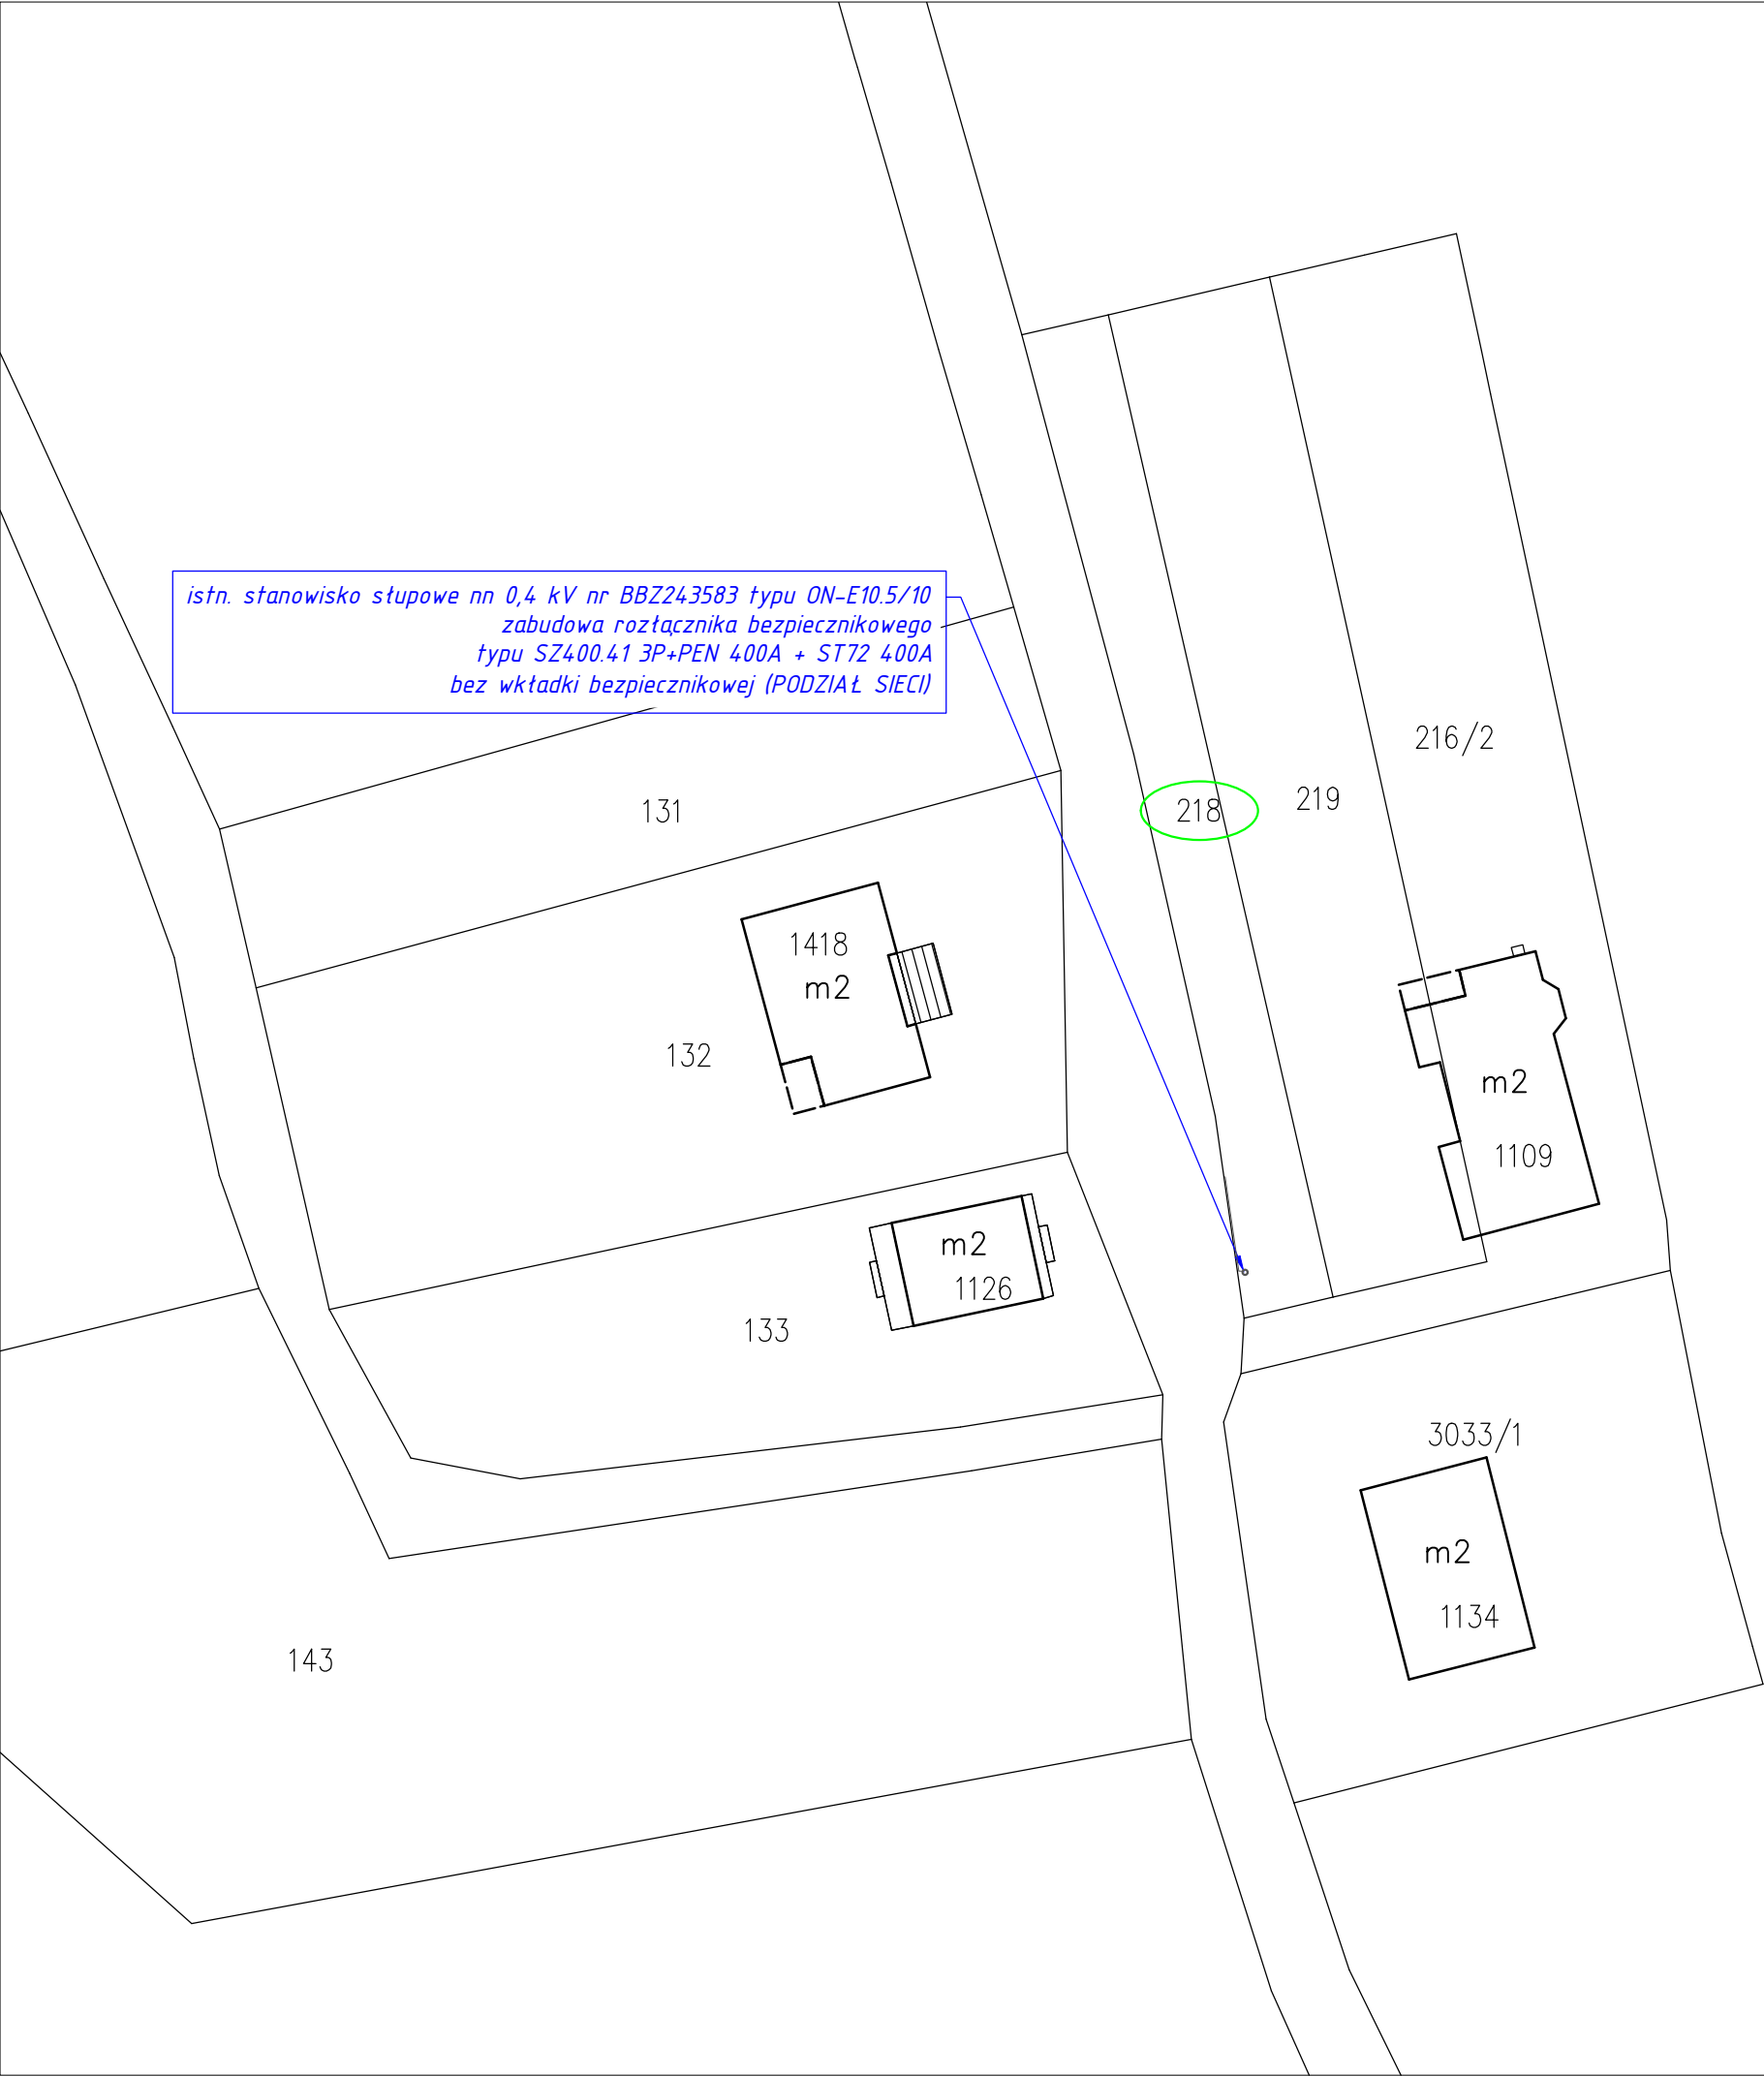 istn. stanowisko słupowe nn 0,4 kV nr BBZ243583 typu ON-E10.5/10
zabudowa rozłącznika bezpiecznikowego
typu SZ400.41 3P+PEN 400A + ST72 400A
bez wkładki bezpiecznikowej (PODZIAŁ SIECI)
216/2
219
218
131
1418
m2
132
m2
1109
m2
1126
133
3033/1
m2
1134
143